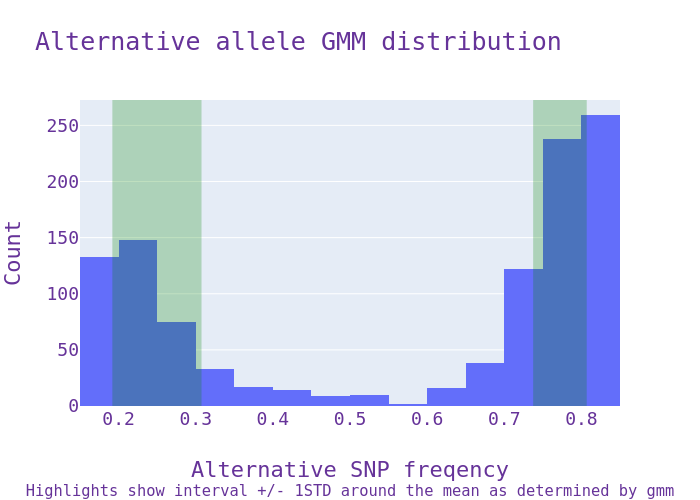 Alternative allele GMM distribution
250
200
150
100
50
0
Count
0.2 0.3 0.4 0.5 0.6 0.7 0.8
Alternative SNP freqency
Highlights show interval +/- 1STD around the mean as determined by gmm